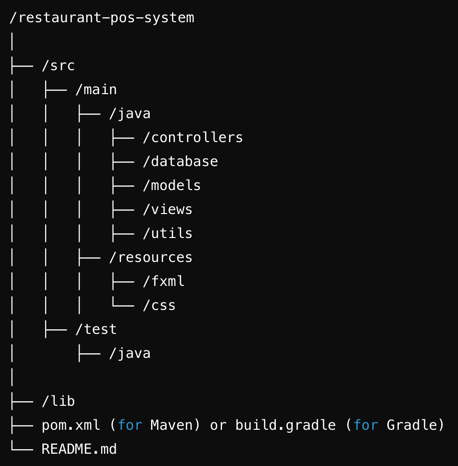 /restaurant-pos-system
│
├── /src
│   ├── /main
│   │   ├── /java
│   │   │   ├── /controllers
│   │   │   ├── /database
│   │   │   ├── /models
│   │   │   ├── /views
│   │   │   ├── /utils
│   │   ├── /resources
│   │   │   ├── /fxml
│   │   │   └── /css
│   ├── /test
│       ├── /java
│
├── /lib
├── pom.xml (for Maven) or build.gradle (for Gradle)
└── README.md